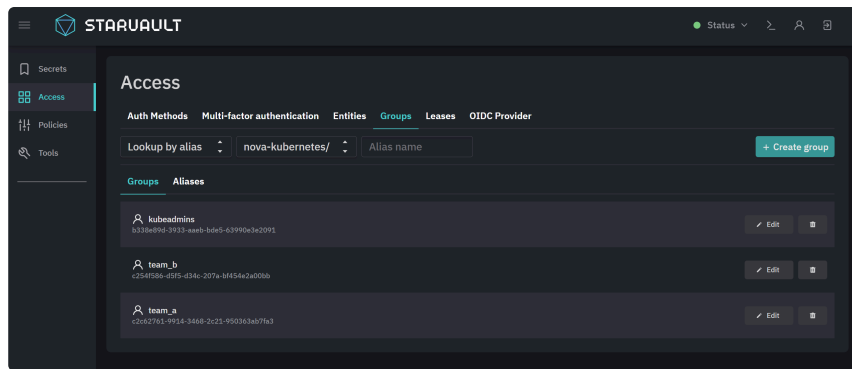 STARVAULT
Status
Secrets
Access
Policies
Tools
Access
Auth Methods Multi-factor authentication Entities Groups Leases OIDC Provider
Lookup by alias nova-kubernetes/ Alias name + Create group
Groups Aliases
kubeadmins
b338e89d-3933-aaeb-bde5-63990e3e2091
Edit
team_b
c254f586-d5f5-d34c-207a-bf454e2a00bb
Edit
team_a
c2c62761-9914-3468-2c21-950363ab7fa3
Edit